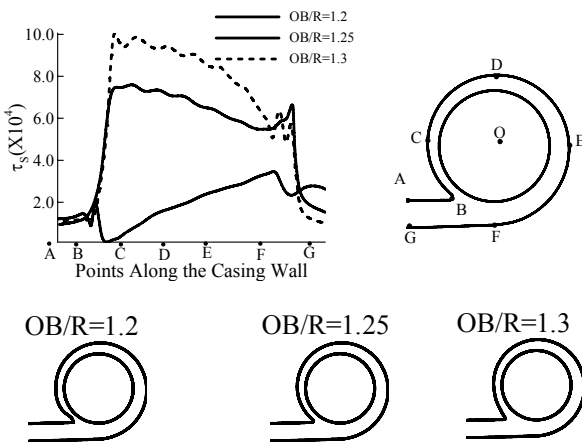 OB/R=1.2
OB/R=1.25
OB/R=1.3
10.0
8.0
6.0
4.0
2.0
τs(X10⁴)
A B C D E F G
Points Along the Casing Wall
D
C
O
E
A
B
G
F
OB/R=1.2
OB/R=1.25
OB/R=1.3